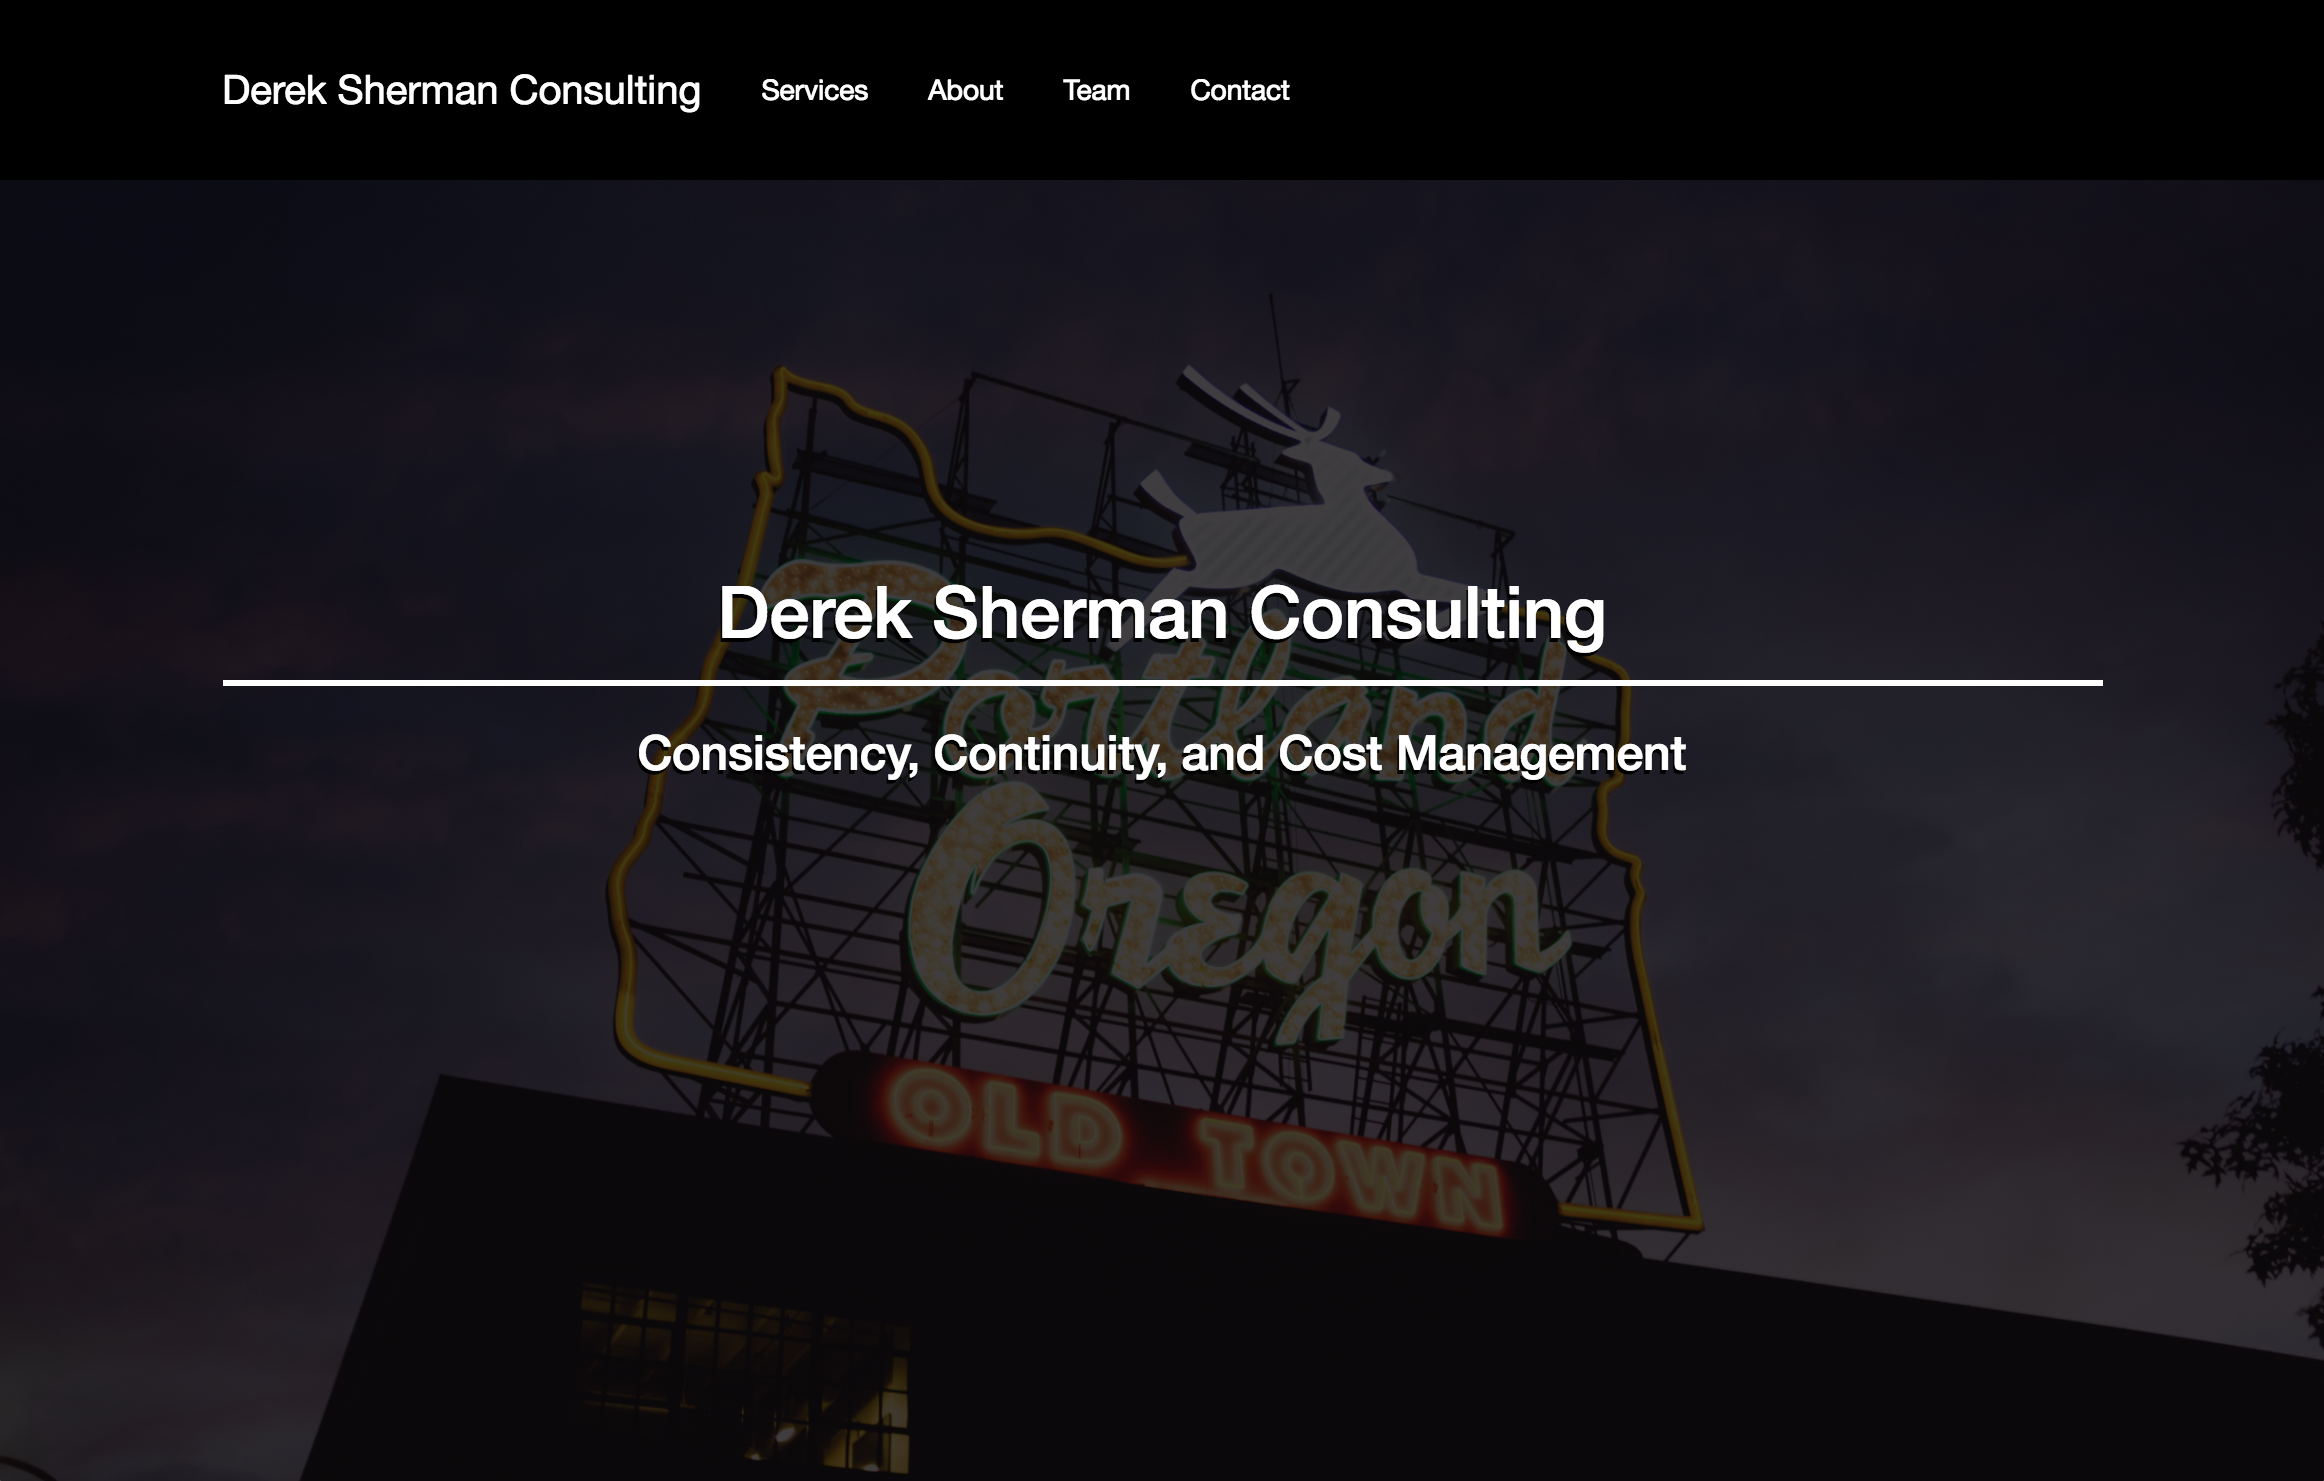 Derek Sherman Consulting Services About Team Contact
Derek Sherman Consulting
Portland
Consistency, Continuity, and Cost Management
Oregon
OLD TOWN